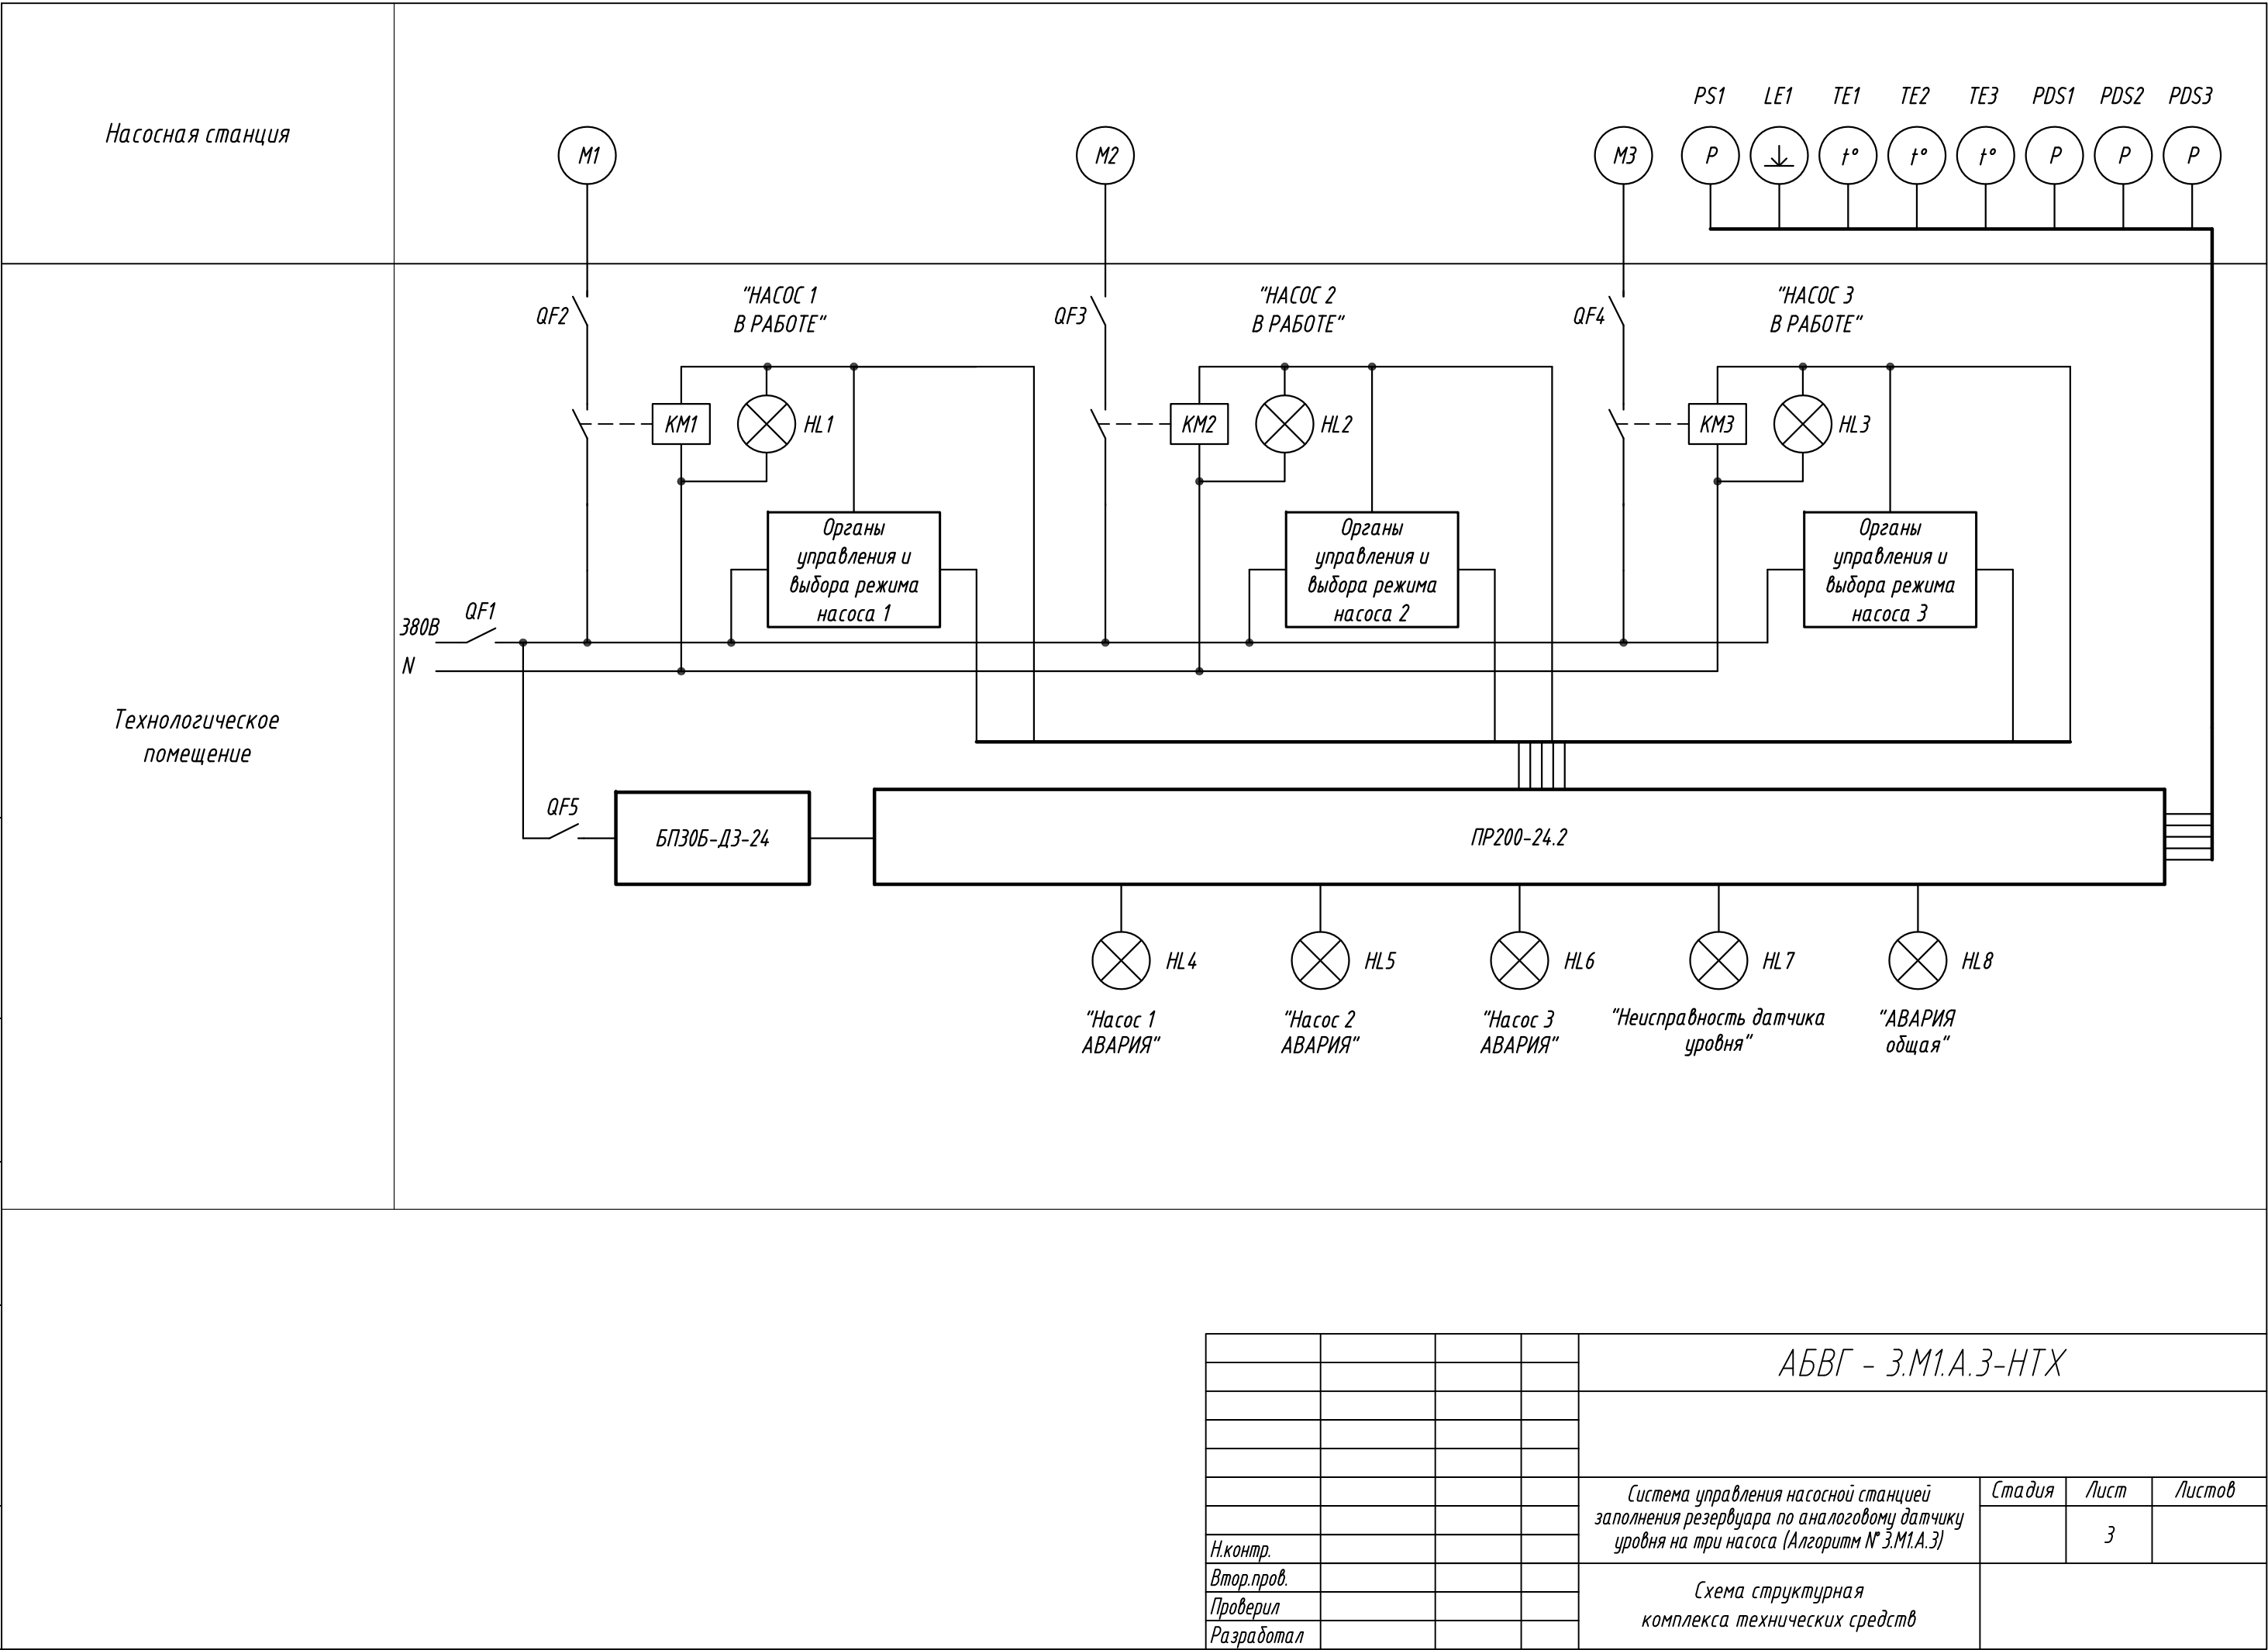 Насосная станция
M1
M2
M3
PS1
LE1
TE1
TE2
TE3
PDS1
PDS2
PDS3
P
t°
t°
t°
P
P
P
QF2
"НАСОС 1
В РАБОТЕ"
QF3
"НАСОС 2
В РАБОТЕ"
QF4
"НАСОС 3
В РАБОТЕ"
KM1
HL1
KM2
HL2
KM3
HL3
Органы
управления и
выбора режима
насоса 1
Органы
управления и
выбора режима
насоса 2
Органы
управления и
выбора режима
насоса 3
380В
QF1
N
Технологическое
помещение
QF5
БП30Б-Д3-24
ПР200-24.2
HL4
HL5
HL6
HL7
HL8
"Насос 1
АВАРИЯ"
"Насос 2
АВАРИЯ"
"Насос 3
АВАРИЯ"
"Неисправность датчика
уровня"
"АВАРИЯ
общая"
АБВГ - 3.М1.А.3-НТХ
Система управления насосной станцией
заполнения резервуара по аналоговому датчику
уровня на три насоса (Алгоритм № 3.М1.А.3)
Стадия
Лист
Листов
3
Н.контр.
Втор.пров.
Проверил
Разработал
Схема структурная
комплекса технических средств